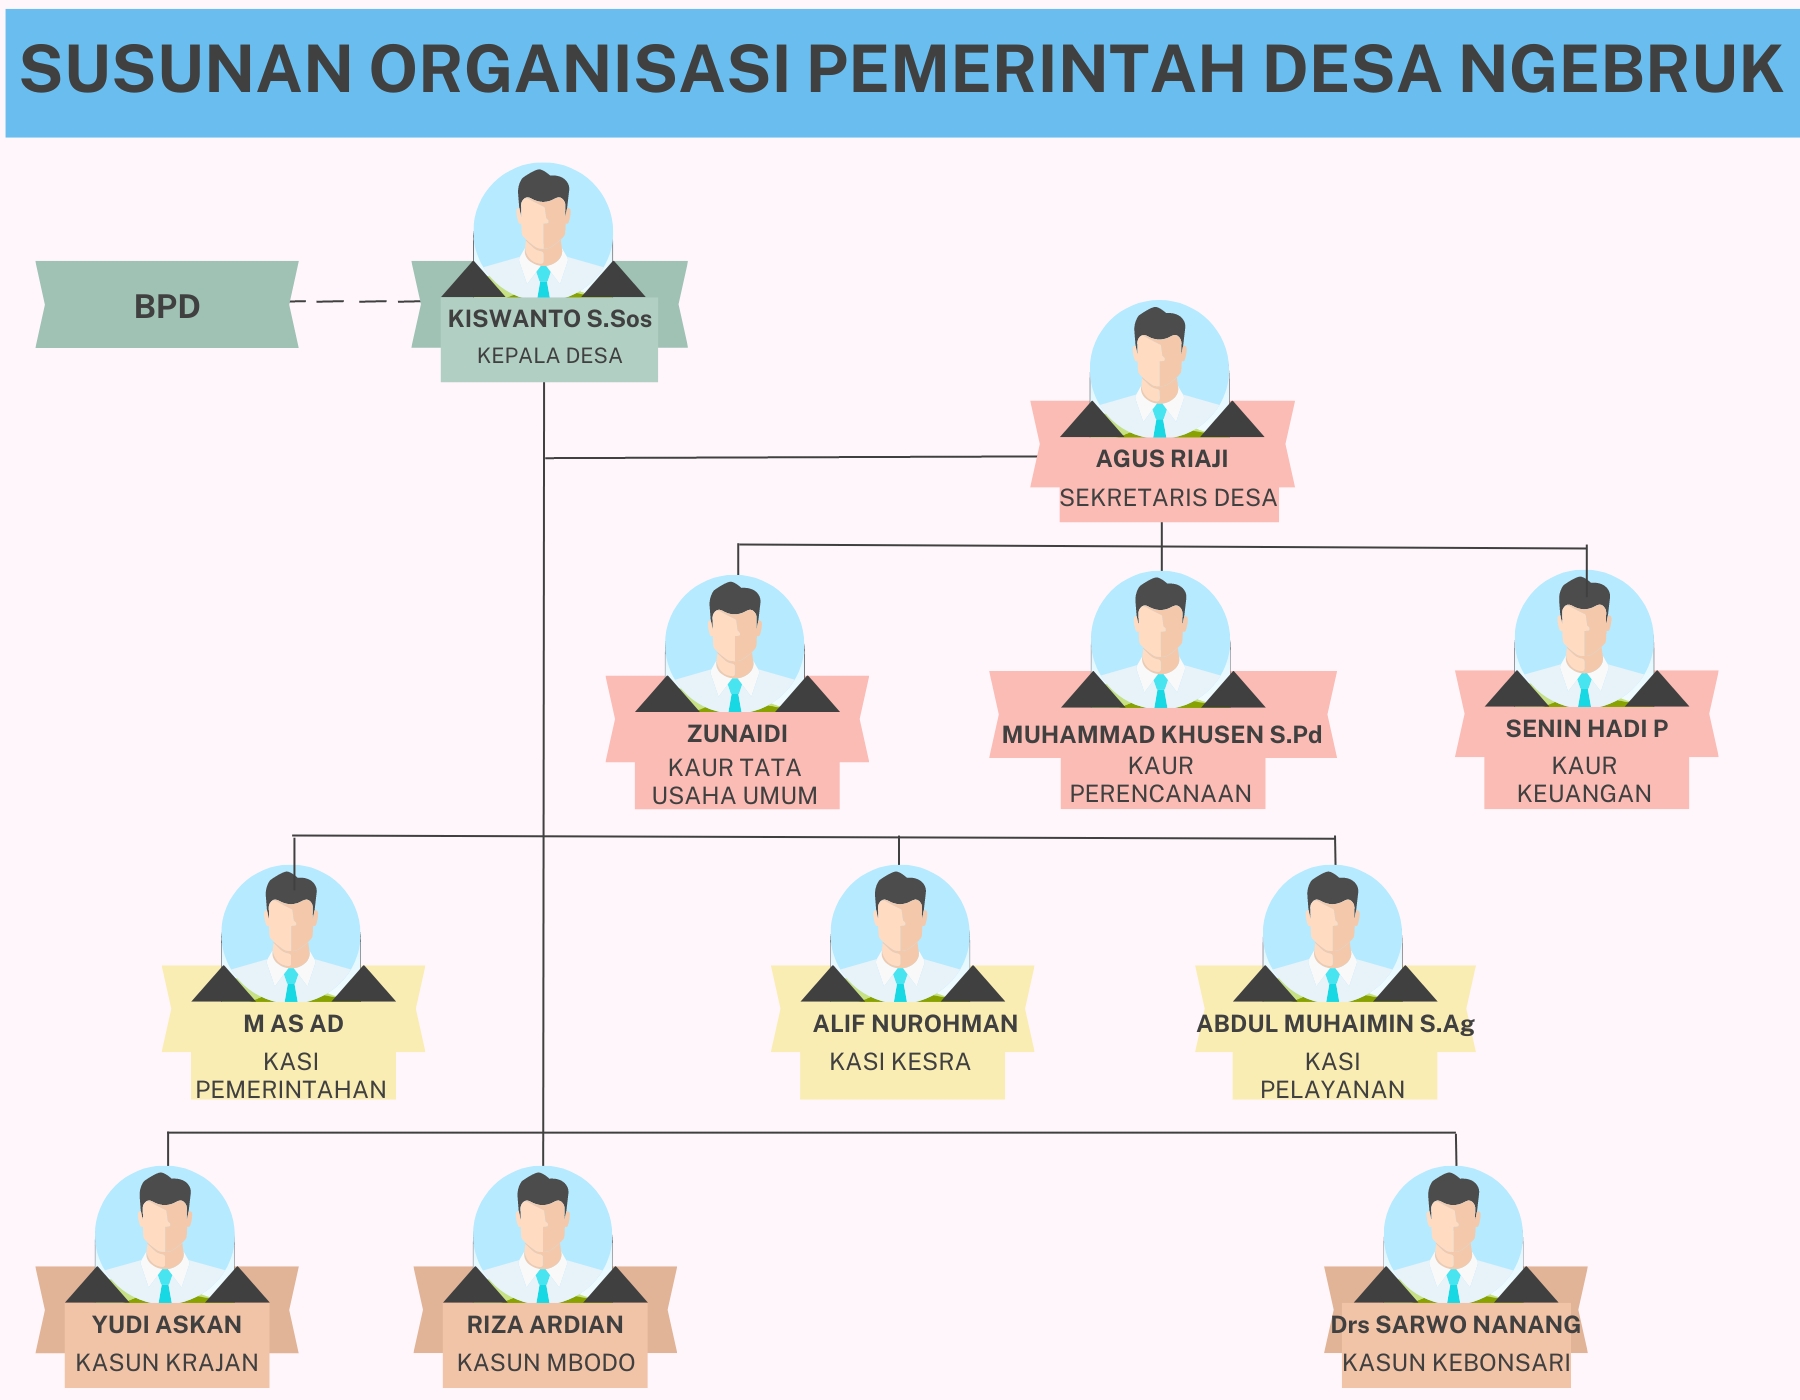 SUSUNAN ORGANISASI PEMERINTAH DESA NGEBRUK
BPD
KISWANTO S.Sos
KEPALA DESA
AGUS RIAJI
SEKRETARIS DESA
ZUNAIDI
KAUR TATA
USAHA UMUM
MUHAMMAD KHUSEN S.Pd
KAUR
PERENCANAAN
SENIN HADI P
KAUR
KEUANGAN
M AS AD
KASI
PEMERINTAHAN
ALIF NUROHMAN
KASI KESRA
ABDUL MUHAIMIN S.Ag
KASI
PELAYANAN
YUDI ASKAN
KASUN KRAJAN
RIZA ARDIAN
KASUN MBODO
Drs SARWO NANANG
KASUN KEBONSARI